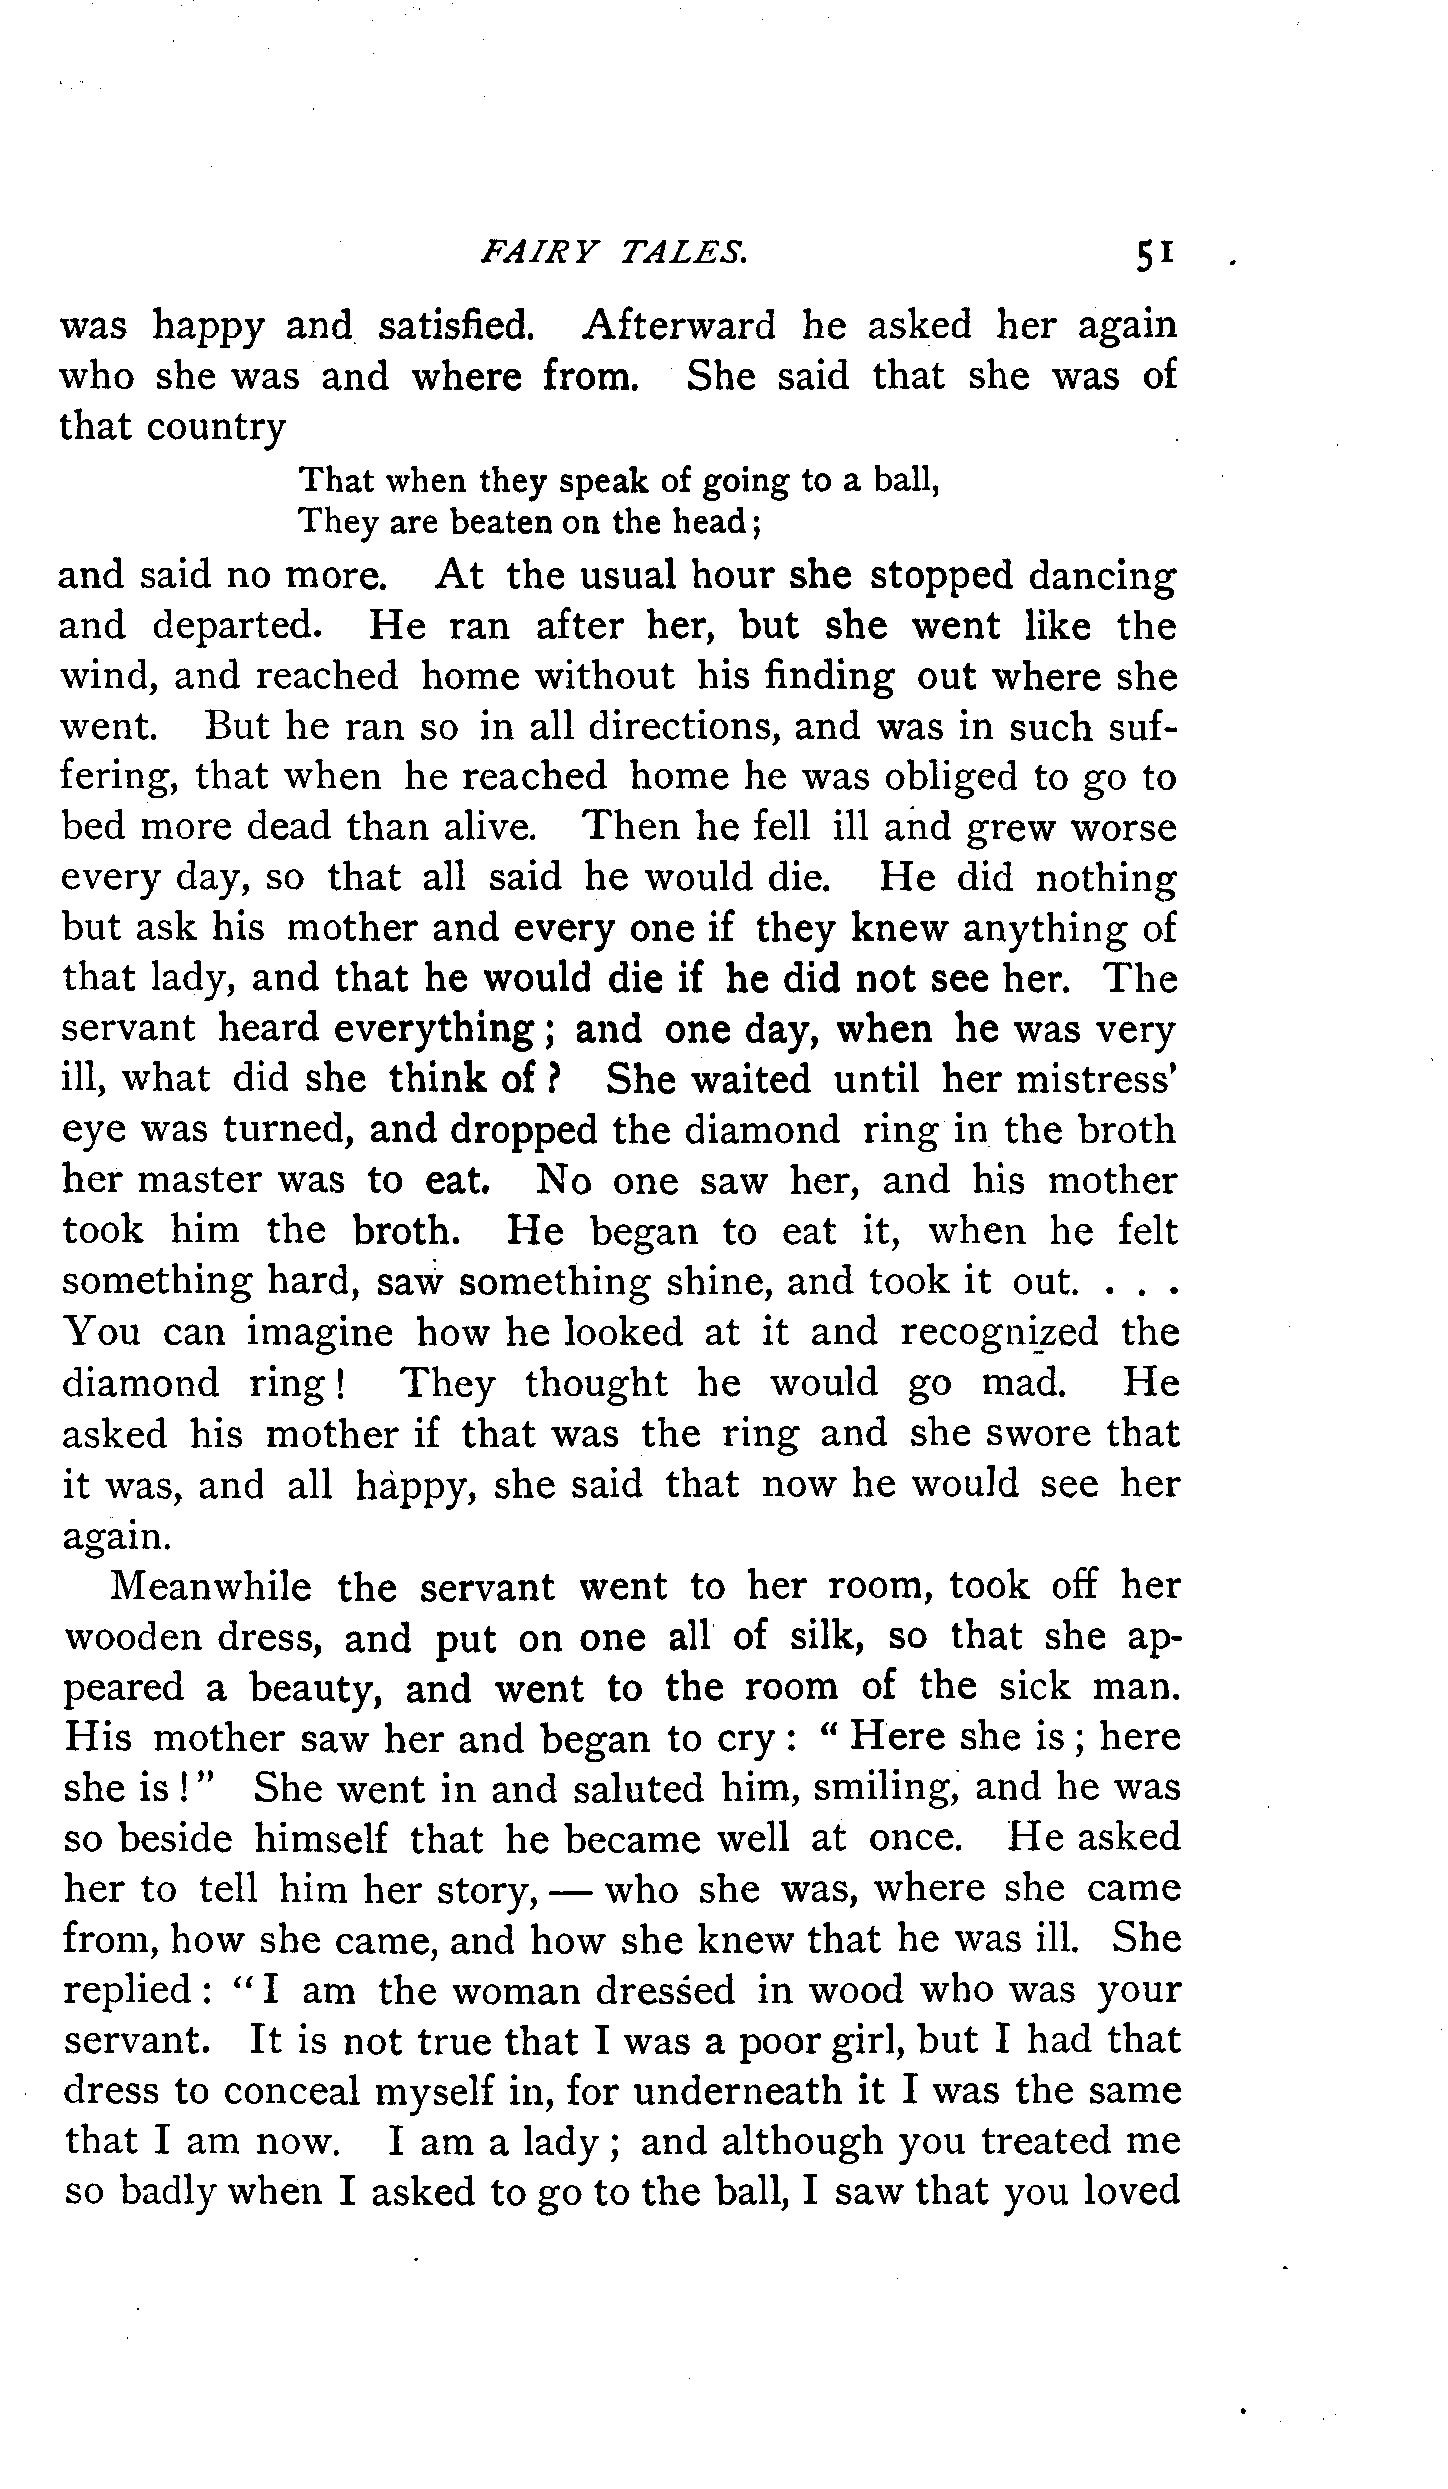 FAIRY TALES. 51
was happy and satisfied. Afterward he asked her again
who she was and where from. She said that she was of
that country
That when they speak of going to a ball,
They are beaten on the head;
and said no more. At the usual hour she stopped dancing
and departed. He ran after her, but she went like the
wind, and reached home without his finding out where she
went. But he ran so in all directions, and was in such suf-
fering, that when he reached home he was obliged to go to
bed more dead than alive. Then he fell ill and grew worse
every day, so that all said he would die. He did nothing
but ask his mother and every one if they knew anything of
that lady, and that he would die if he did not see her. The
servant heard everything; and one day, when he was very
ill, what did she think of? She waited until her mistress'
eye was turned, and dropped the diamond ring in the broth
her master was to eat. No one saw her, and his mother
took him the broth. He began to eat it, when he felt
something hard, saw something shine, and took it out. . . .
You can imagine how he looked at it and recognized the
diamond ring! They thought he would go mad. He
asked his mother if that was the ring and she swore that
it was, and all happy, she said that now he would see her
again.
Meanwhile the servant went to her room, took off her
wooden dress, and put on one all of silk, so that she ap-
peared a beauty, and went to the room of the sick man.
His mother saw her and began to cry: "Here she is; here
she is!" She went in and saluted him, smiling, and he was
so beside himself that he became well at once. He asked
her to tell him her story, — who she was, where she came
from, how she came, and how she knew that he was ill. She
replied: "I am the woman dressed in wood who was your
servant. It is not true that I was a poor girl, but I had that
dress to conceal myself in, for underneath it I was the same
that I am now. I am a lady; and although you treated me
so badly when I asked to go to the ball, I saw that you loved